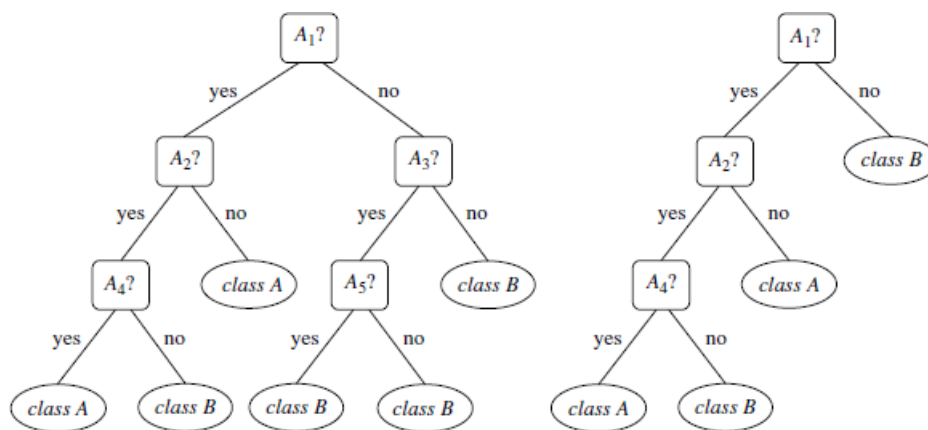 A₁? A₁?
yes no yes no
A₂? A₃? A₂? class B
yes no yes no yes no
A₄? class A A₅? class B A₄? class A
yes no yes no yes no
class A class B class B class B class A class B